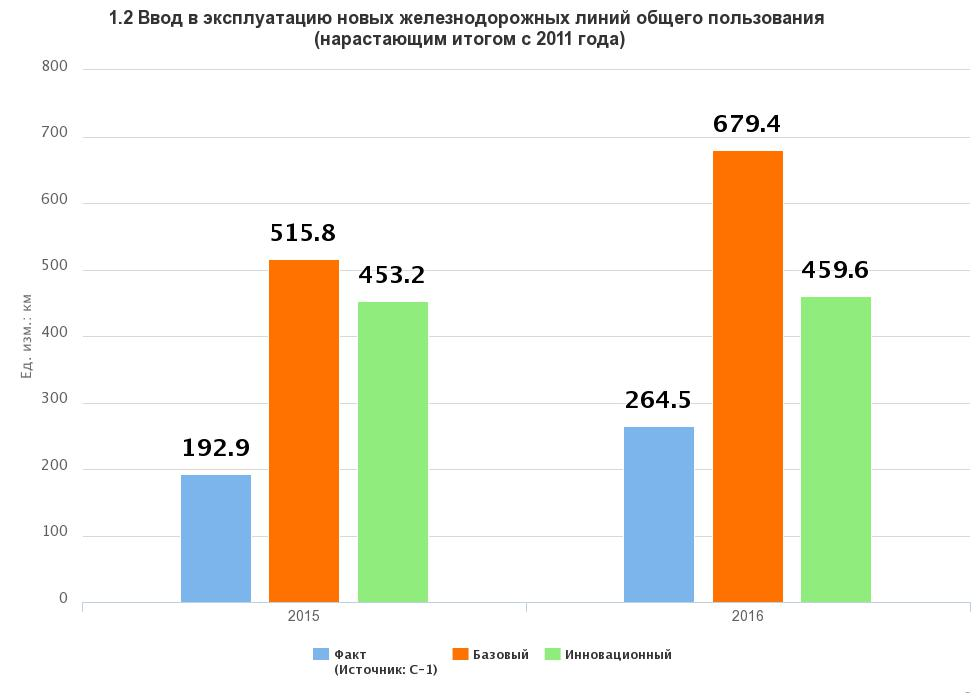 1.2 Ввод в эксплуатацию новых железнодорожных линий общего пользования
(нарастающим итогом с 2011 года)
800
700
679.4
600
515.8
500
453.2
459.6
Ед. изм.: км
400
300
264.5
192.9
200
100
0
2015
2016
Факт
(Источник: С-1)
Базовый
Инновационный